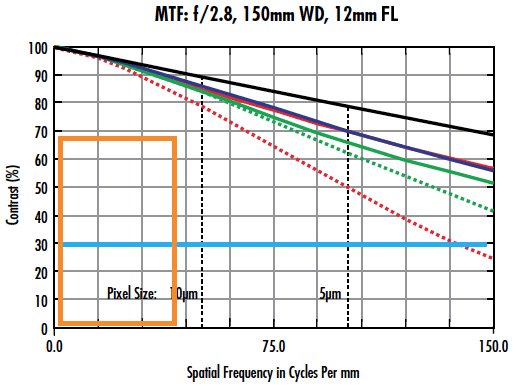 MTF: f/2.8, 150mm WD, 12mm FL
100
90
80
70
60
50
40
30
20
10
0
Contrast (%)
Pixel Size: 10µm
5µm
0.0
75.0
150.0
Spatial Frequency in Cycles Per mm